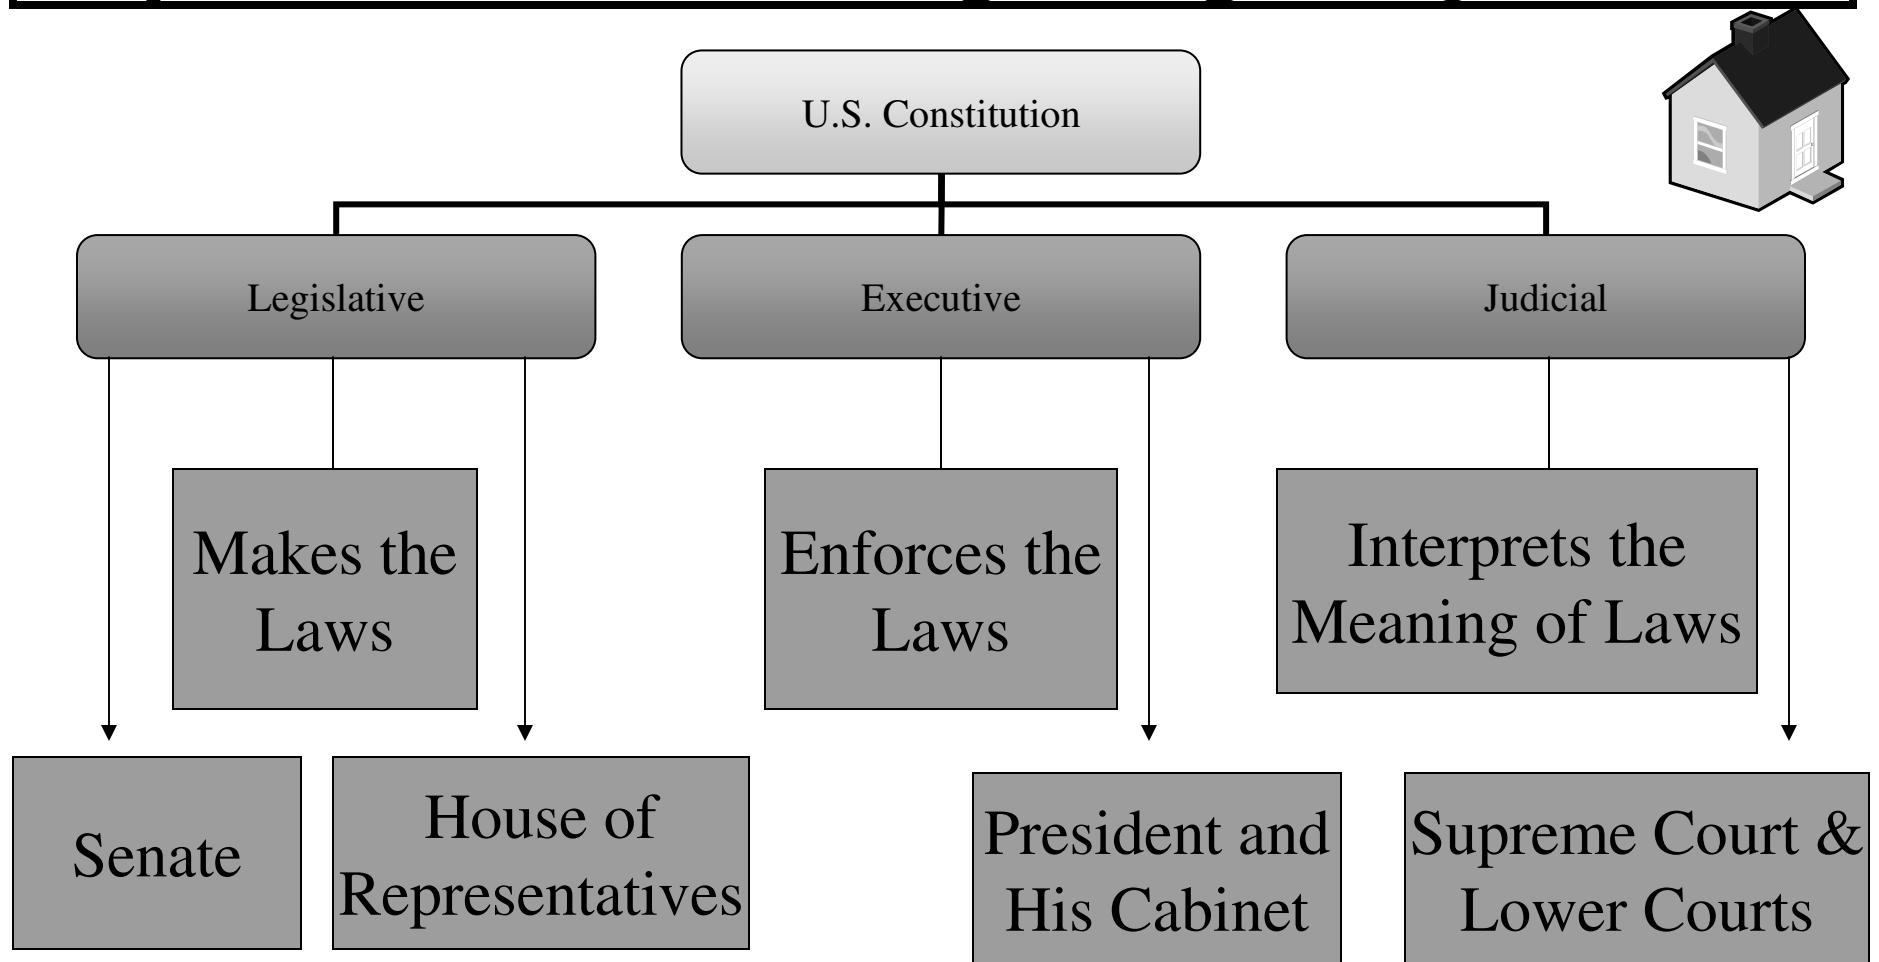 U.S. Constitution
Legislative
Executive
Judicial
Makes the
Laws
Enforces the
Laws
Interprets the
Meaning of Laws
Senate
House of
Representatives
President and
His Cabinet
Supreme Court &
Lower Courts